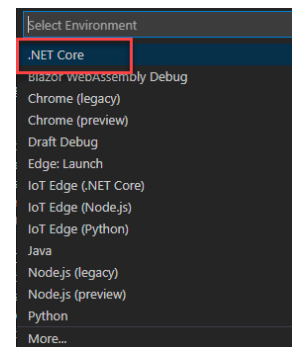 Select Environment
.NET Core
Blazor WebAssembly Debug
Chrome (legacy)
Chrome (preview)
Draft Debug
Edge: Launch
IoT Edge (.NET Core)
IoT Edge (Node.js)
IoT Edge (Python)
Java
Node.js (legacy)
Node.js (preview)
Python
More...